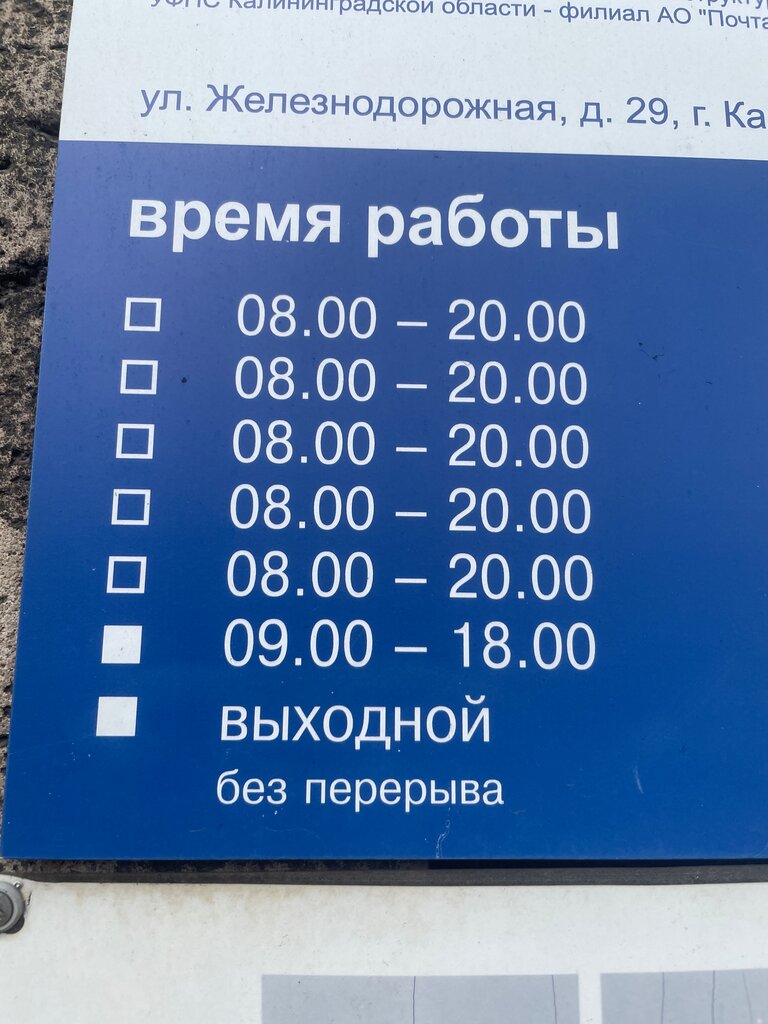 УФПС Калининградской области - филиал АО "Почта
ул. Железнодорожная, д. 29, г. Ка
время работы
08.00 – 20.00
08.00 – 20.00
08.00 – 20.00
08.00 – 20.00
08.00 – 20.00
09.00 – 18.00
выходной
без перерыва